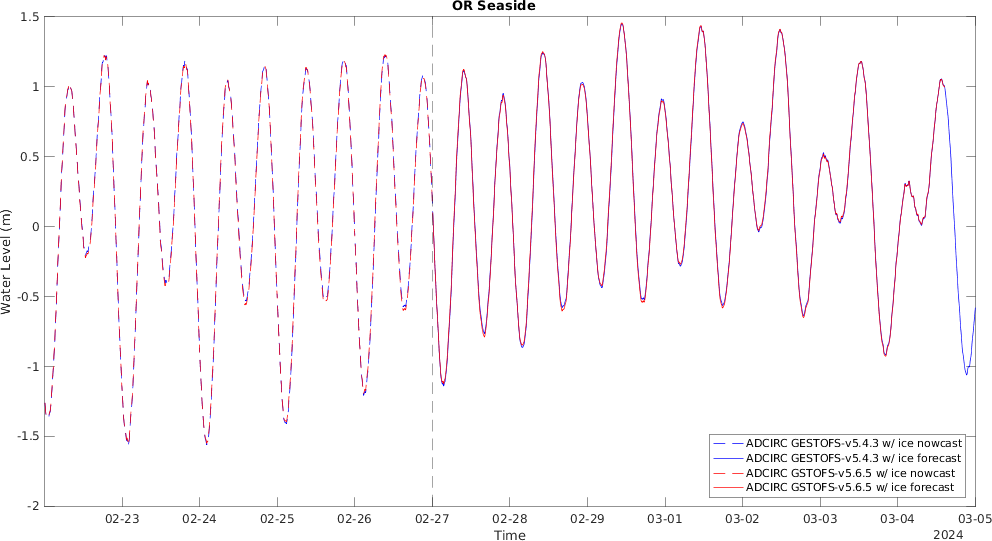 OR Seaside
1.5
1
0.5
0
-0.5
-1
-1.5
-2
Water Level (m)
ADCIRC GESTOFS-v5.4.3 w/ ice nowcast
ADCIRC GESTOFS-v5.4.3 w/ ice forecast
ADCIRC GSTOFS-v5.6.5 w/ ice nowcast
ADCIRC GSTOFS-v5.6.5 w/ ice forecast
02-23 02-24 02-25 02-26 02-27 02-28 02-29 03-01 03-02 03-03 03-04 03-05
Time
2024